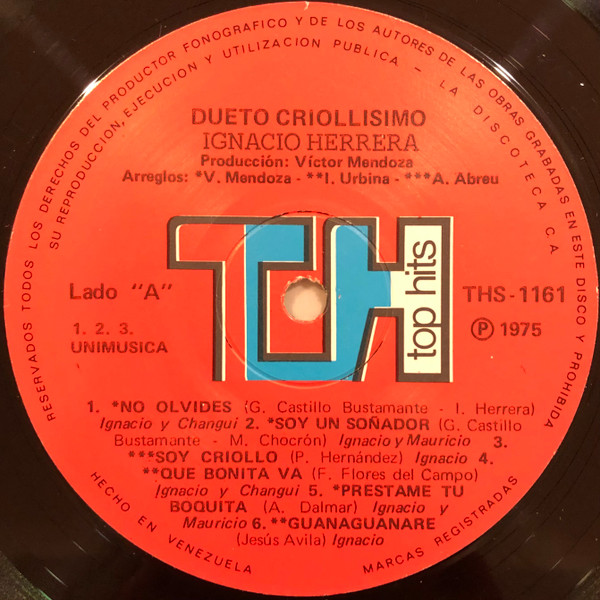 RESERVADOS TODOS LOS DERECHOS DEL PRODUCTOR FONOGRAFICO Y DE LOS AUTORES DE LAS OBRAS GRABADAS EN ESTE DISCO Y PROHIBIDA
SU REPRODUCCION, EJECUCION Y UTILIZACION PUBLICA - LA DISCOTECA C.A.
DUETO CRIOLLISIMO
IGNACIO HERRERA
Producción: Víctor Mendoza
Arreglos: *V. Mendoza - **I. Urbina - ***A. Abreu
TH
top hits
Lado "A"
THS-1161
1. 2. 3.
UNIMUSICA
Ⓟ 1975
1. *NO OLVIDES (G. Castillo Bustamante - I. Herrera)
Ignacio y Changui 2. *SOY UN SOÑADOR (G. Castillo
Bustamante - M. Chocrón) Ignacio y Mauricio 3.
***SOY CRIOLLO (P. Hernández) Ignacio 4.
**QUE BONITA VA (F. Flores del Campo)
Ignacio y Changui 5. *PRESTAME TU
BOQUITA (A. Dalmar) Ignacio y
Mauricio 6. **GUANAGUANARE
(Jesús Avila) Ignacio
HECHO EN VENEZUELA
MARCAS REGISTRADAS